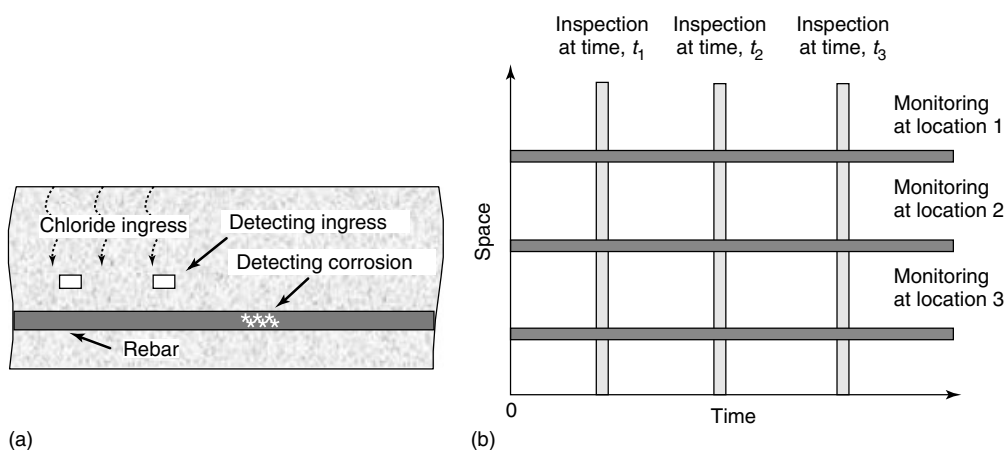 Chloride ingress
Detecting ingress
Detecting corrosion
Rebar
(a)
Inspection
at time, t1
Inspection
at time, t2
Inspection
at time, t3
Monitoring
at location 1
Monitoring
at location 2
Monitoring
at location 3
Space
0
Time
(b)